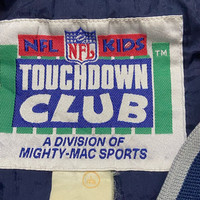 NFL KIDS
NFL
TOUCHDOWN
CLUB
TM
A DIVISION OF
MIGHTY-MAC SPORTS